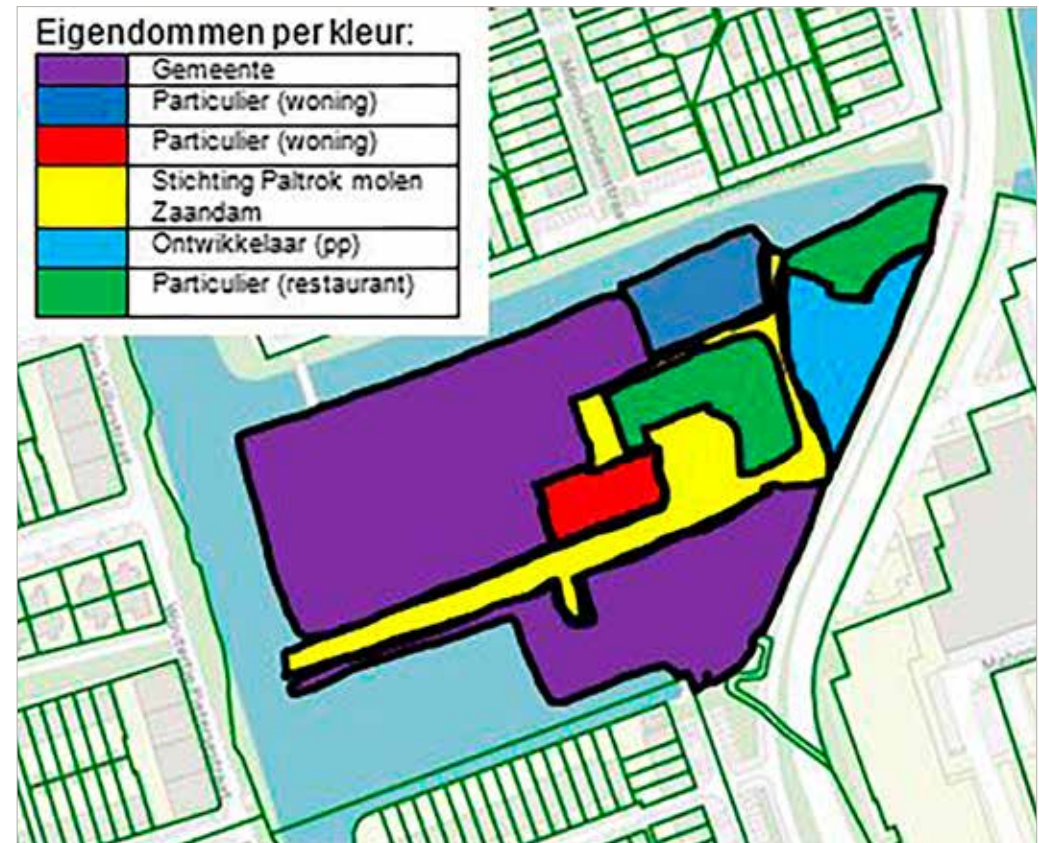 Eigendommen per kleur:
Gemeente
Particulier (woning)
Particulier (woning)
Stichting Paltrok molen
Zaandam
Ontwikkelaar (pp)
Particulier (restaurant)